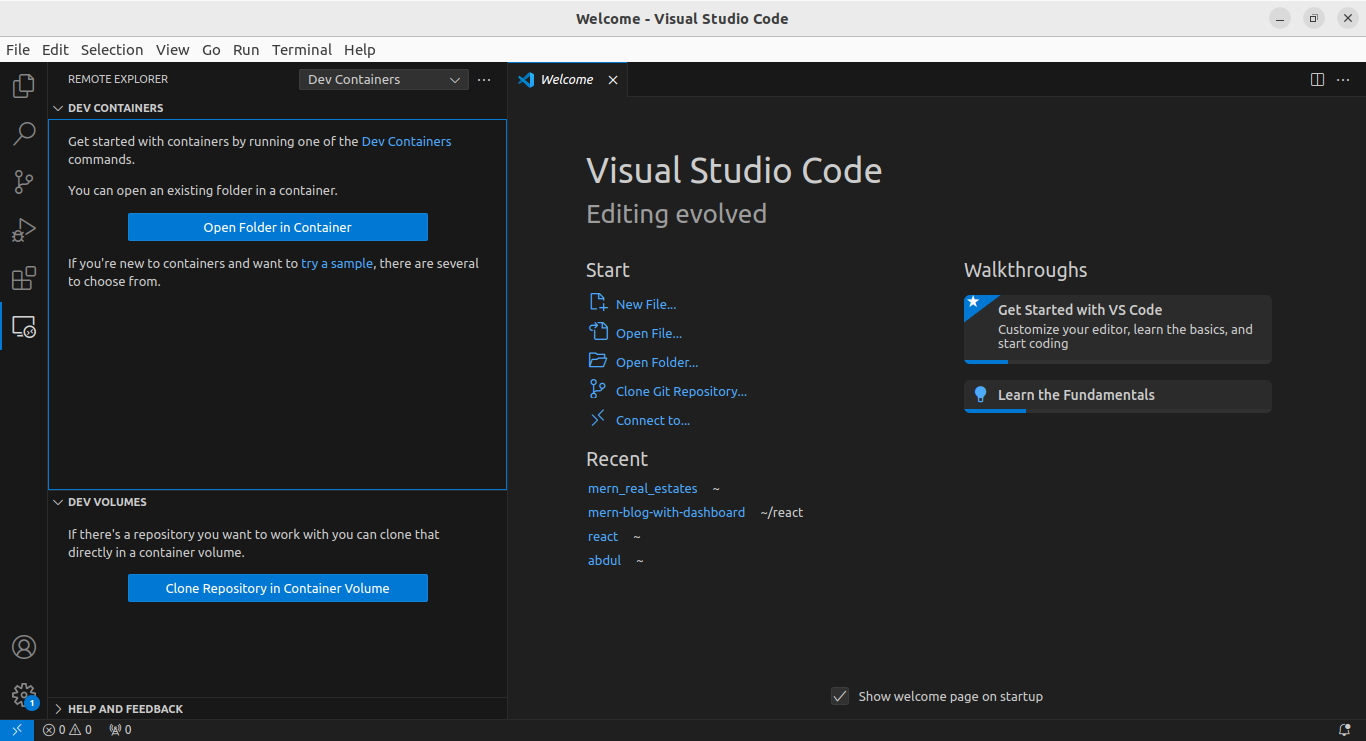 Welcome - Visual Studio Code
File Edit Selection View Go Run Terminal Help
REMOTE EXPLORER
Dev Containers
Welcome
DEV CONTAINERS
Get started with containers by running one of the Dev Containers
commands.
You can open an existing folder in a container.
Open Folder in Container
If you're new to containers and want to try a sample, there are several
to choose from.
DEV VOLUMES
If there's a repository you want to work with you can clone that
directly in a container volume.
Clone Repository in Container Volume
HELP AND FEEDBACK
Visual Studio Code
Editing evolved
Start
New File...
Open File...
Open Folder...
Clone Git Repository...
Connect to...
Recent
mern_real_estates ~
mern-blog-with-dashboard ~/react
react ~
abdul ~
Walkthroughs
Get Started with VS Code
Customize your editor, learn the basics, and
start coding
Learn the Fundamentals
Show welcome page on startup
1
0 0 0